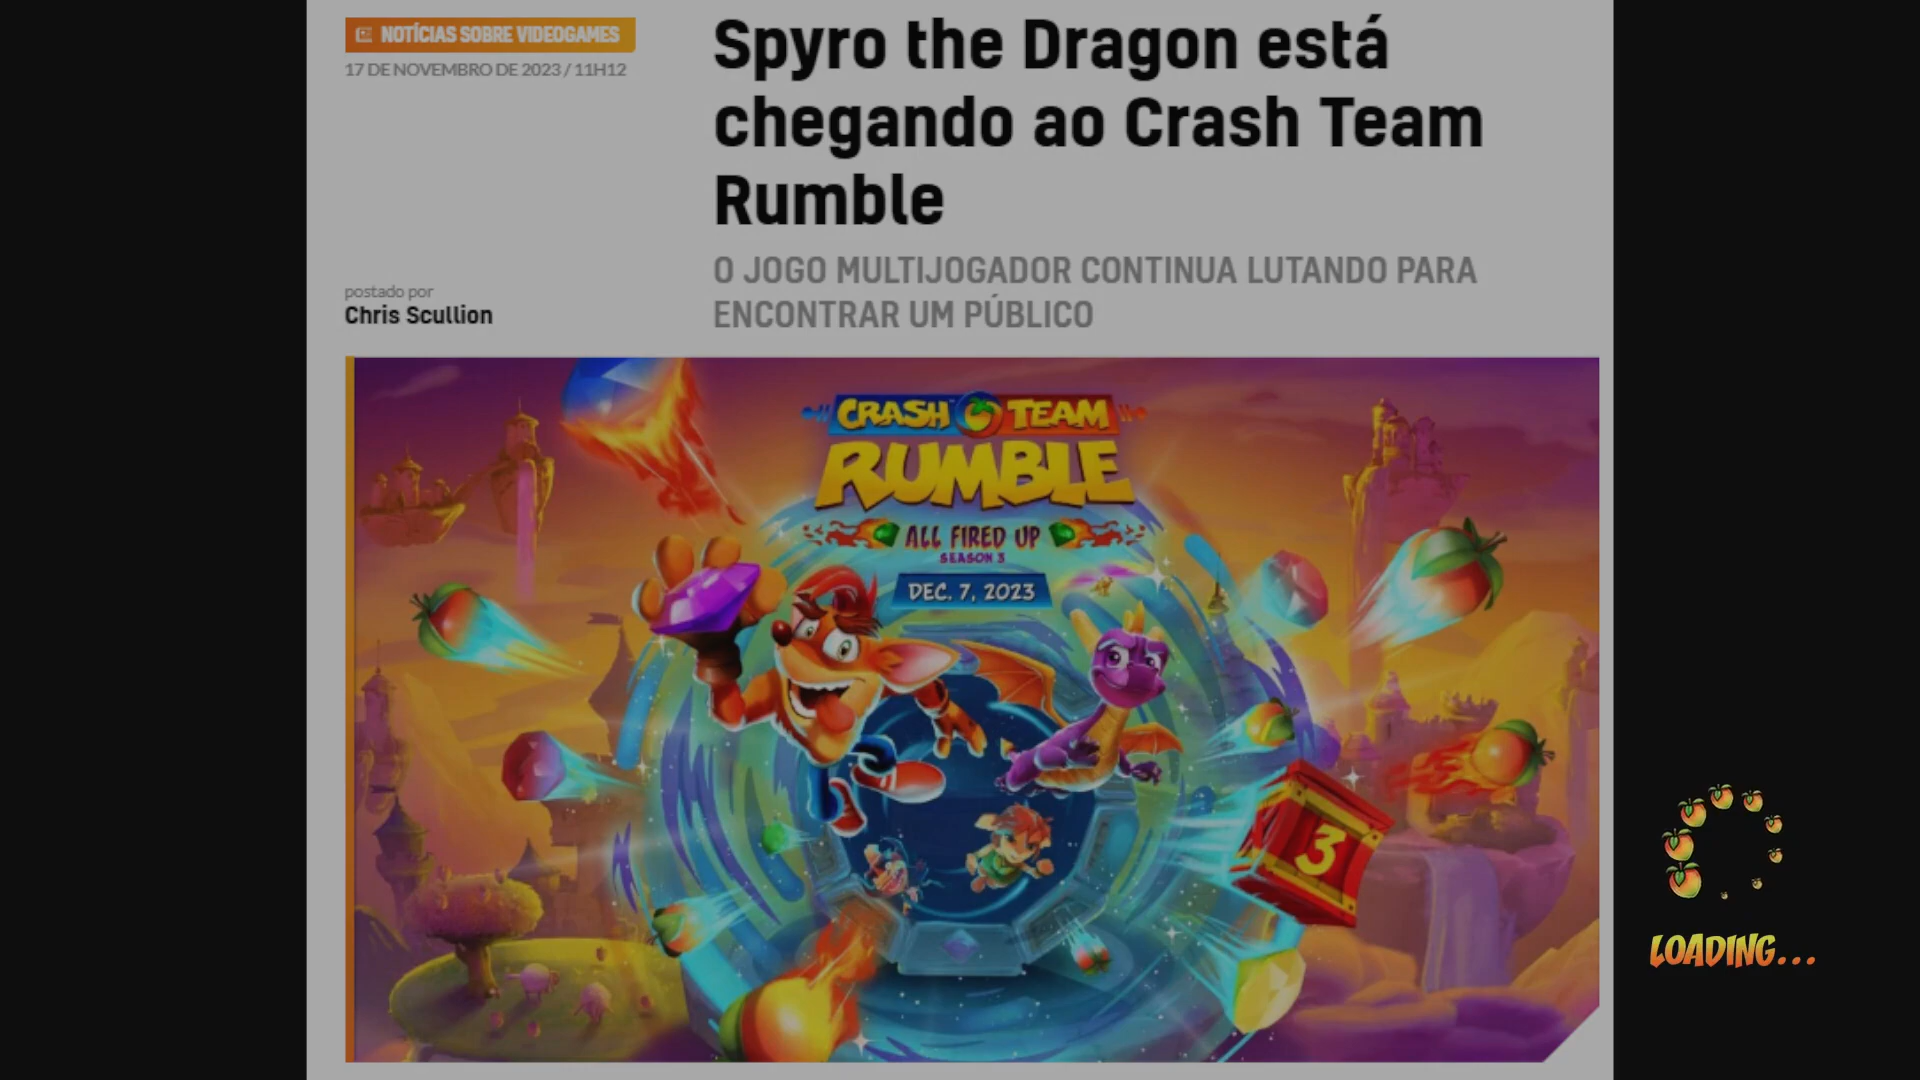 NOTÍCIAS SOBRE VIDEOGAMES
17 DE NOVEMBRO DE 2023 / 11H12
Spyro the Dragon está
chegando ao Crash Team
Rumble
O JOGO MULTIJOGADOR CONTINUA LUTANDO PARA
ENCONTRAR UM PÚBLICO
postado por
Chris Scullion
CRASH TEAM
RUMBLE
ALL FIRED UP
SEASON 3
DEC. 7, 2023
3
LOADING...